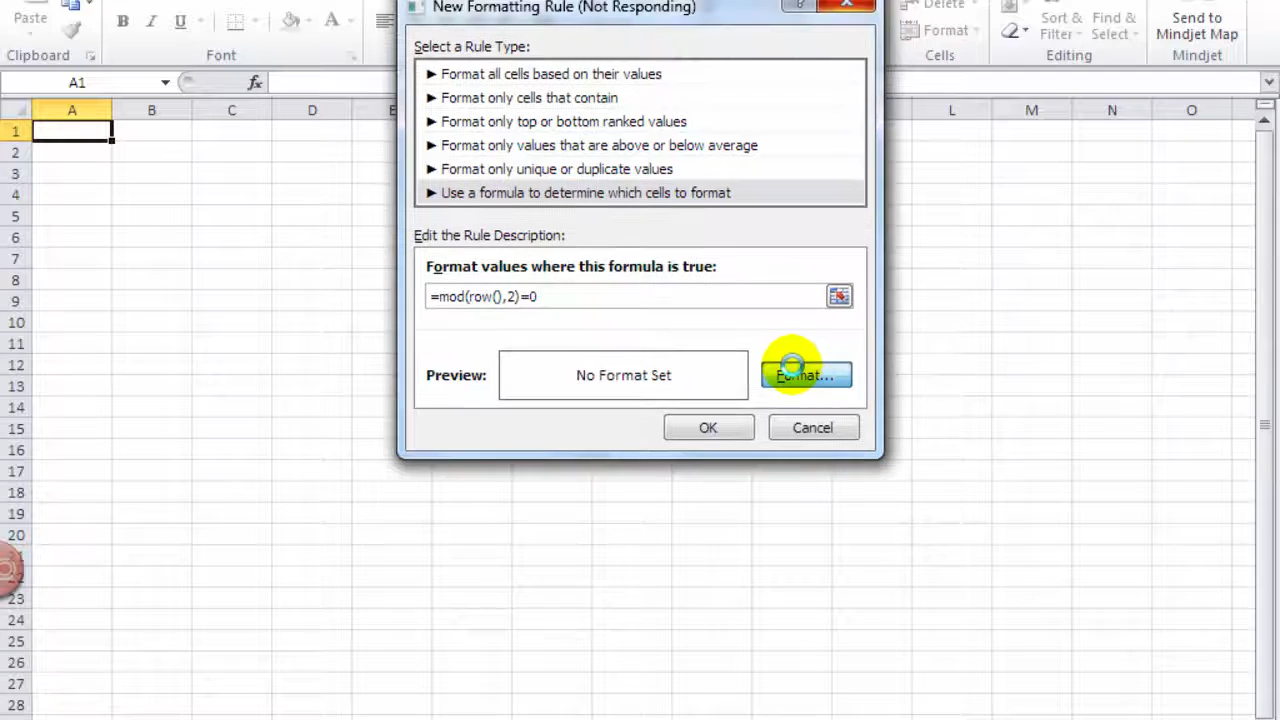 New Formatting Rule (Not Responding)
Paste
B I U A
Delete
Format
Sort & Filter
Find & Select
Send to Mindjet Map
Clipboard Font Cells Editing Mindjet
A1 fx
Select a Rule Type:
► Format all cells based on their values
► Format only cells that contain
► Format only top or bottom ranked values
► Format only values that are above or below average
► Format only unique or duplicate values
► Use a formula to determine which cells to format
Edit the Rule Description:
Format values where this formula is true:
=mod(row(),2)=0
Preview: No Format Set Format...
OK Cancel
A B C D E L M N O
1
2
3
4
5
6
7
8
9
10
11
12
13
14
15
16
17
18
19
20
23
24
25
26
27
28